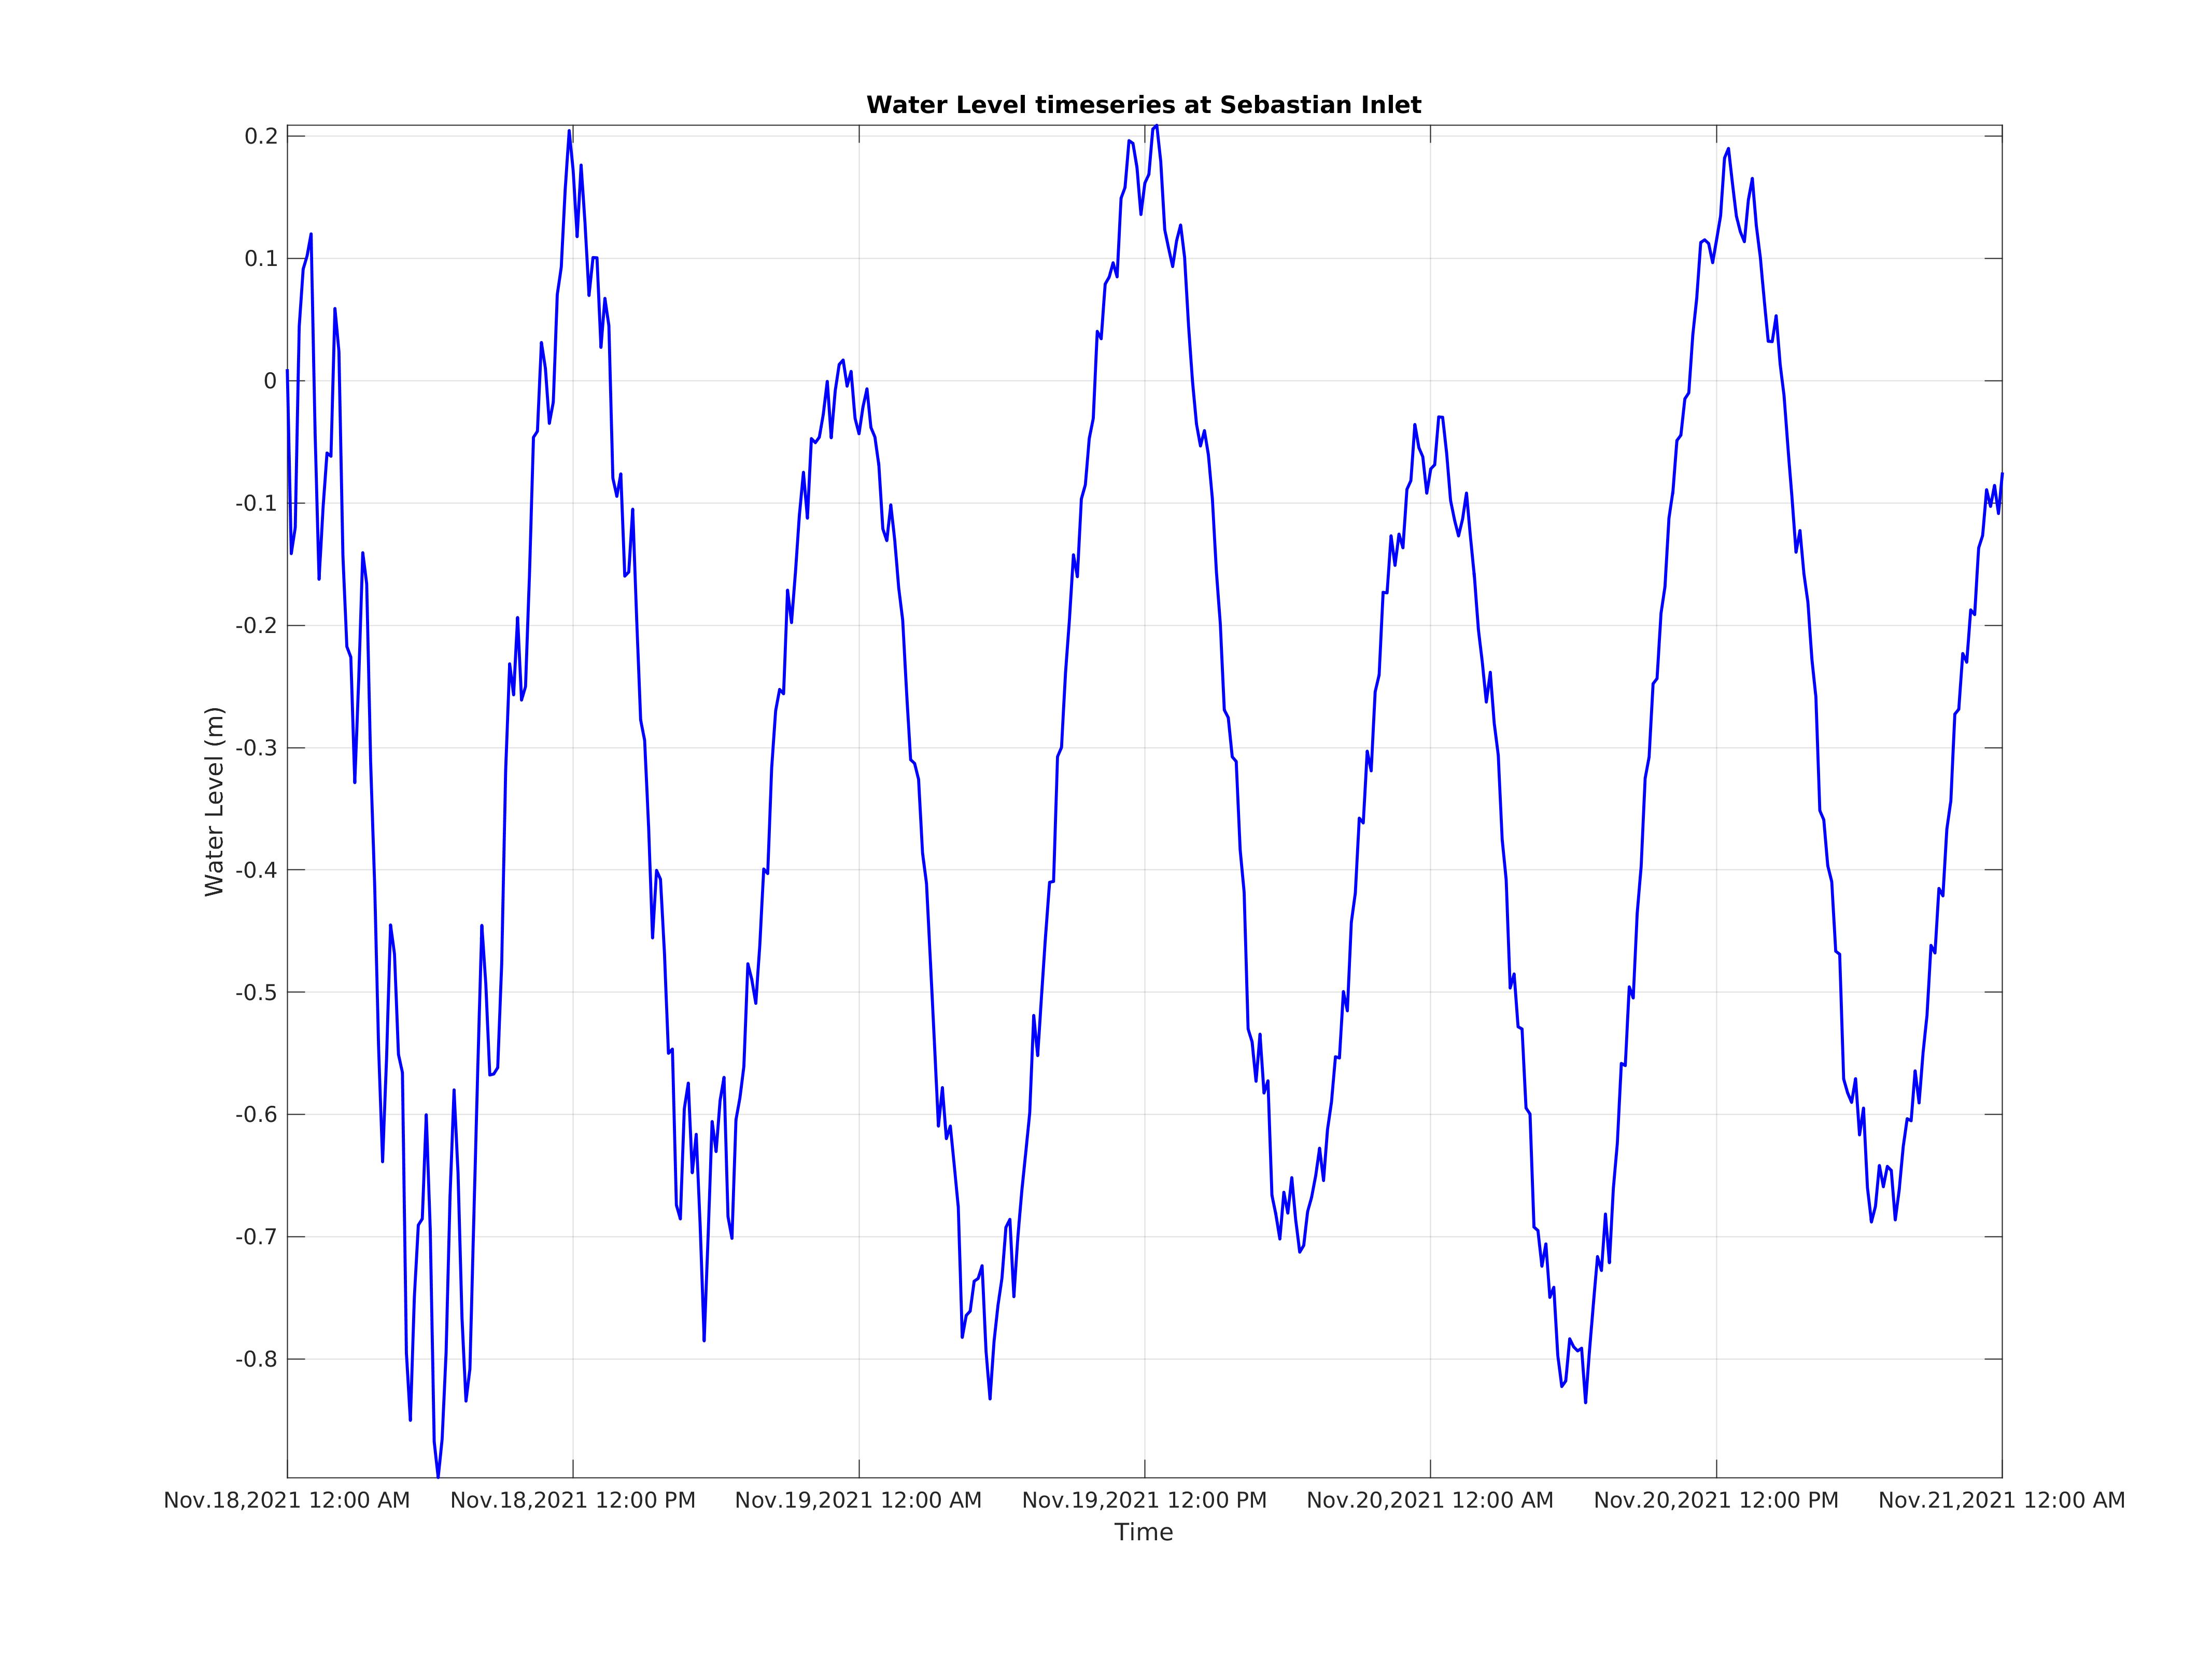 Water Level timeseries at Sebastian Inlet
0.2
0.1
0
-0.1
-0.2
-0.3
-0.4
-0.5
-0.6
-0.7
-0.8
Water Level (m)
Nov.18,2021 12:00 AM Nov.18,2021 12:00 PM Nov.19,2021 12:00 AM Nov.19,2021 12:00 PM Nov.20,2021 12:00 AM Nov.20,2021 12:00 PM Nov.21,2021 12:00 AM
Time